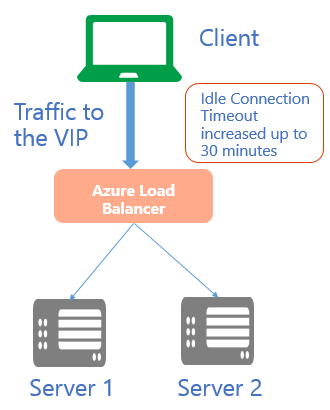 Client
Traffic to
the VIP
Idle Connection
Timeout
increased up to
30 minutes
Azure Load
Balancer
Server 1
Server 2